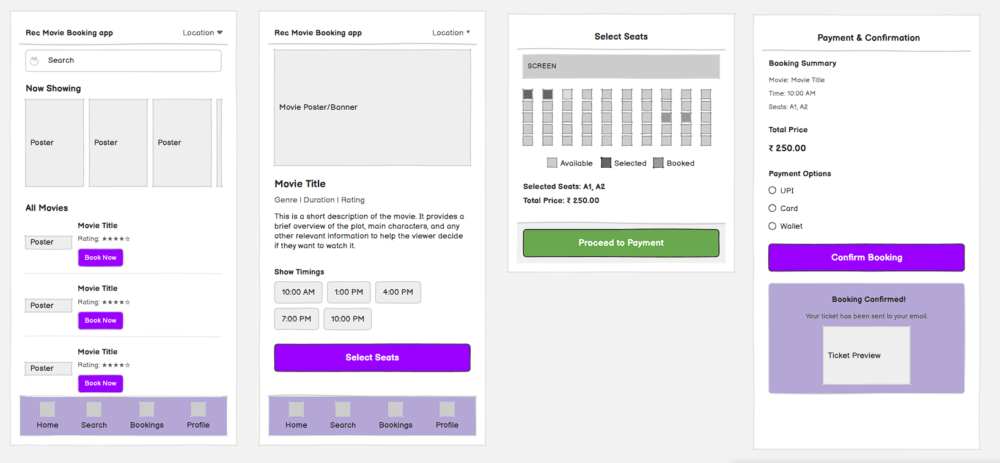 Rec Movie Booking app
Location
Search
Now Showing
Poster
Poster
Poster
All Movies
Movie Title
Poster
Rating: ★★★★☆
Book Now
Movie Title
Poster
Rating: ★★★★☆
Book Now
Movie Title
Poster
Rating: ★★★★☆
Book Now
Home
Search
Bookings
Profile
Rec Movie Booking app
Location
Movie Poster/Banner
Movie Title
Genre | Duration | Rating
This is a short description of the movie. It provides a
brief overview of the plot, main characters, and any
other relevant information to help the viewer decide
if they want to watch it.
Show Timings
10:00 AM
1:00 PM
4:00 PM
7:00 PM
10:00 PM
Select Seats
Home
Search
Bookings
Profile
Select Seats
SCREEN
Available
Selected
Booked
Selected Seats: A1, A2
Total Price: ₹ 250.00
Proceed to Payment
Payment & Confirmation
Booking Summary
Movie: Movie Title
Time: 10:00 AM
Seats: A1, A2
Total Price
₹ 250.00
Payment Options
UPI
Card
Wallet
Confirm Booking
Booking Confirmed!
Your ticket has been sent to your email.
Ticket Preview